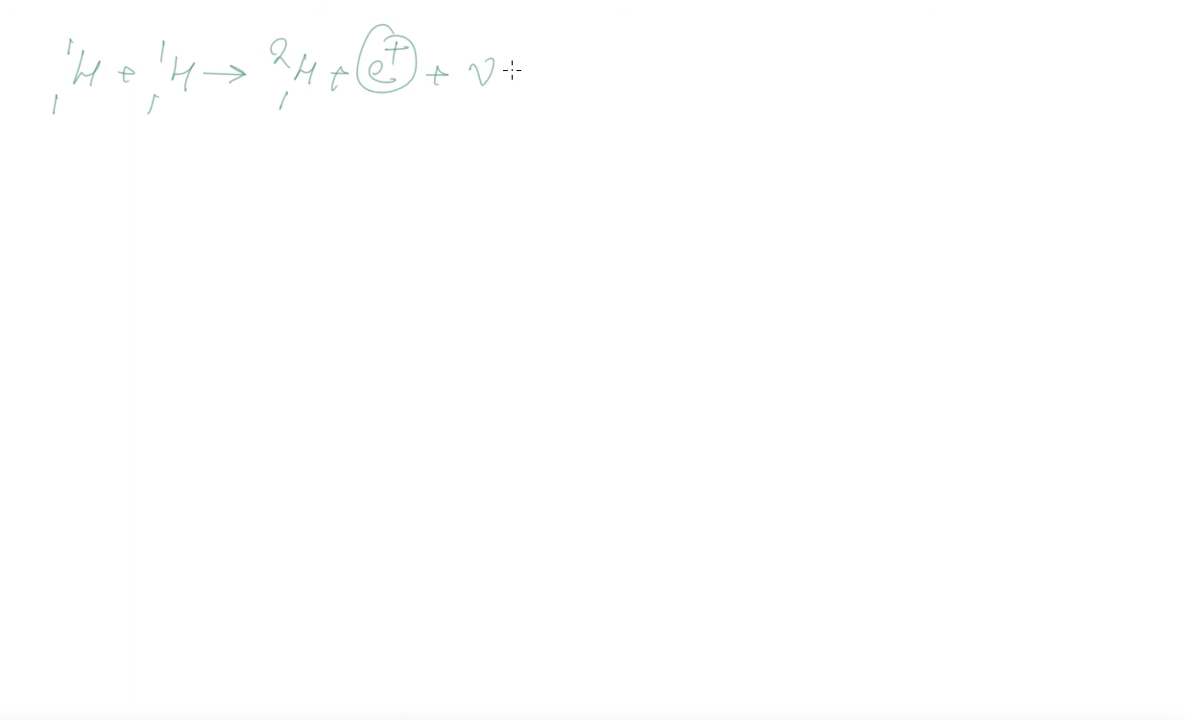 ¹₁H + ¹₁H → ²₁H + e⁺ + ν